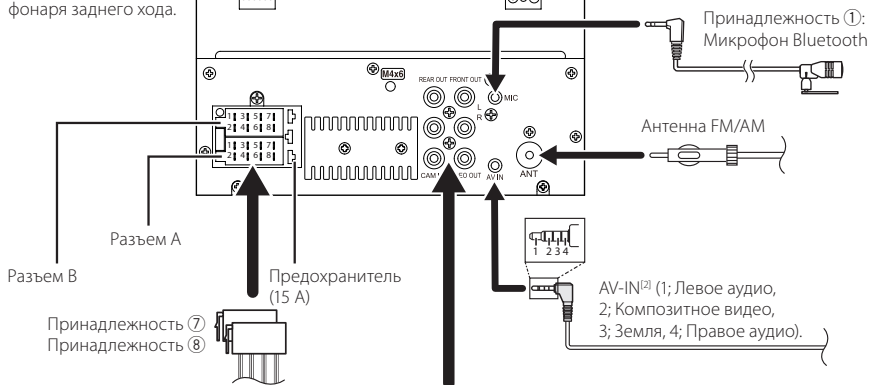 фонаря заднего хода.
Принадлежность ①:
Микрофон Bluetooth
M4x6
REAR OUT FRONT OUT
MIC
L
R
1 3 5 7
2 4 6 8
1 3 5 7
2 4 6 8
Антенна FM/AM
ANT
CAM
EO OUT
AV IN
1 2 3 4
Разъем A
Разъем B
Предохранитель
(15 A)
AV-IN[2] (1; Левое аудио,
2; Композитное видео,
3; Земля, 4; Правое аудио).
Принадлежность ⑦
Принадлежность ⑧